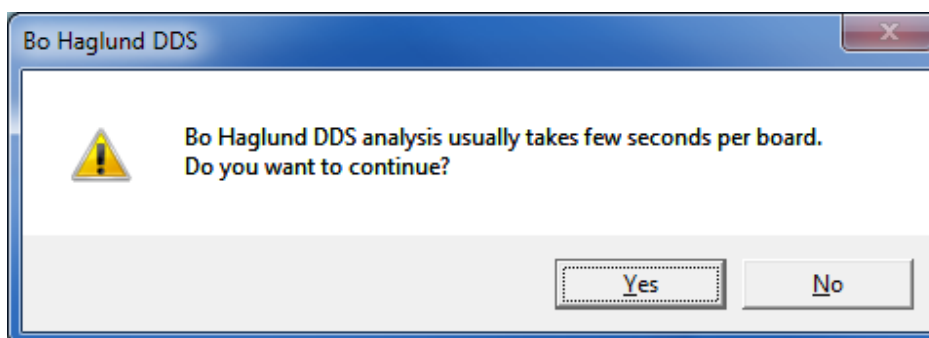 Bo Haglund DDS
Bo Haglund DDS analysis usually takes few seconds per board.
Do you want to continue?
Yes
No